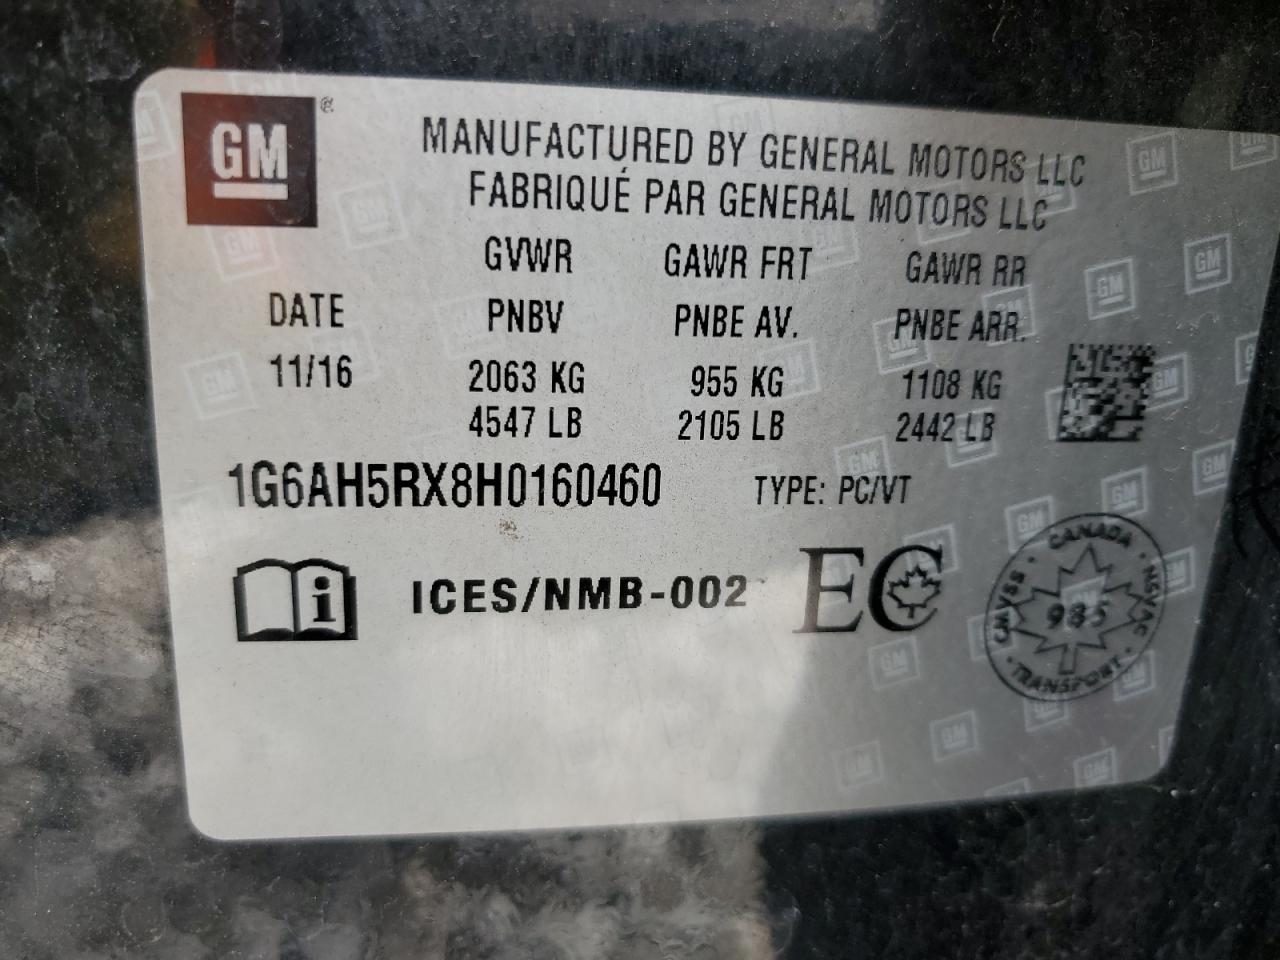 GM®
MANUFACTURED BY GENERAL MOTORS LLC
FABRIQUÉ PAR GENERAL MOTORS LLC
GVWR GAWR FRT GAWR RR
DATE PNBV PNBE AV. PNBE ARR.
11/16 2063 KG 955 KG 1108 KG
4547 LB 2105 LB 2442 LB
1G6AH5RX8H0160460 TYPE: PC/VT
i ICES/NMB-002 EC
CANADA · NSVAC · TRANSPORT · CMVSS ·
985